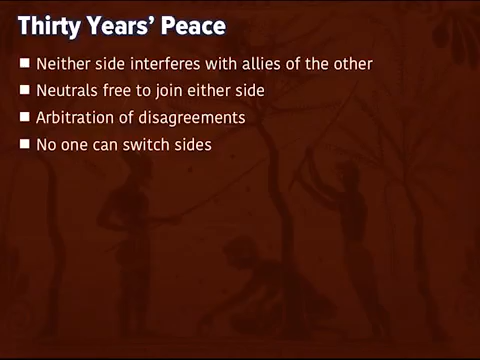 Thirty Years’ Peace
■ Neither side interferes with allies of the other
■ Neutrals free to join either side
■ Arbitration of disagreements
■ No one can switch sides